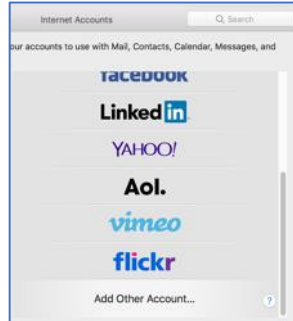 Internet Accounts
Search
our accounts to use with Mail, Contacts, Calendar, Messages, and
facebook
Linked in
YAHOO!
Aol.
vimeo
flickr
Add Other Account...
?